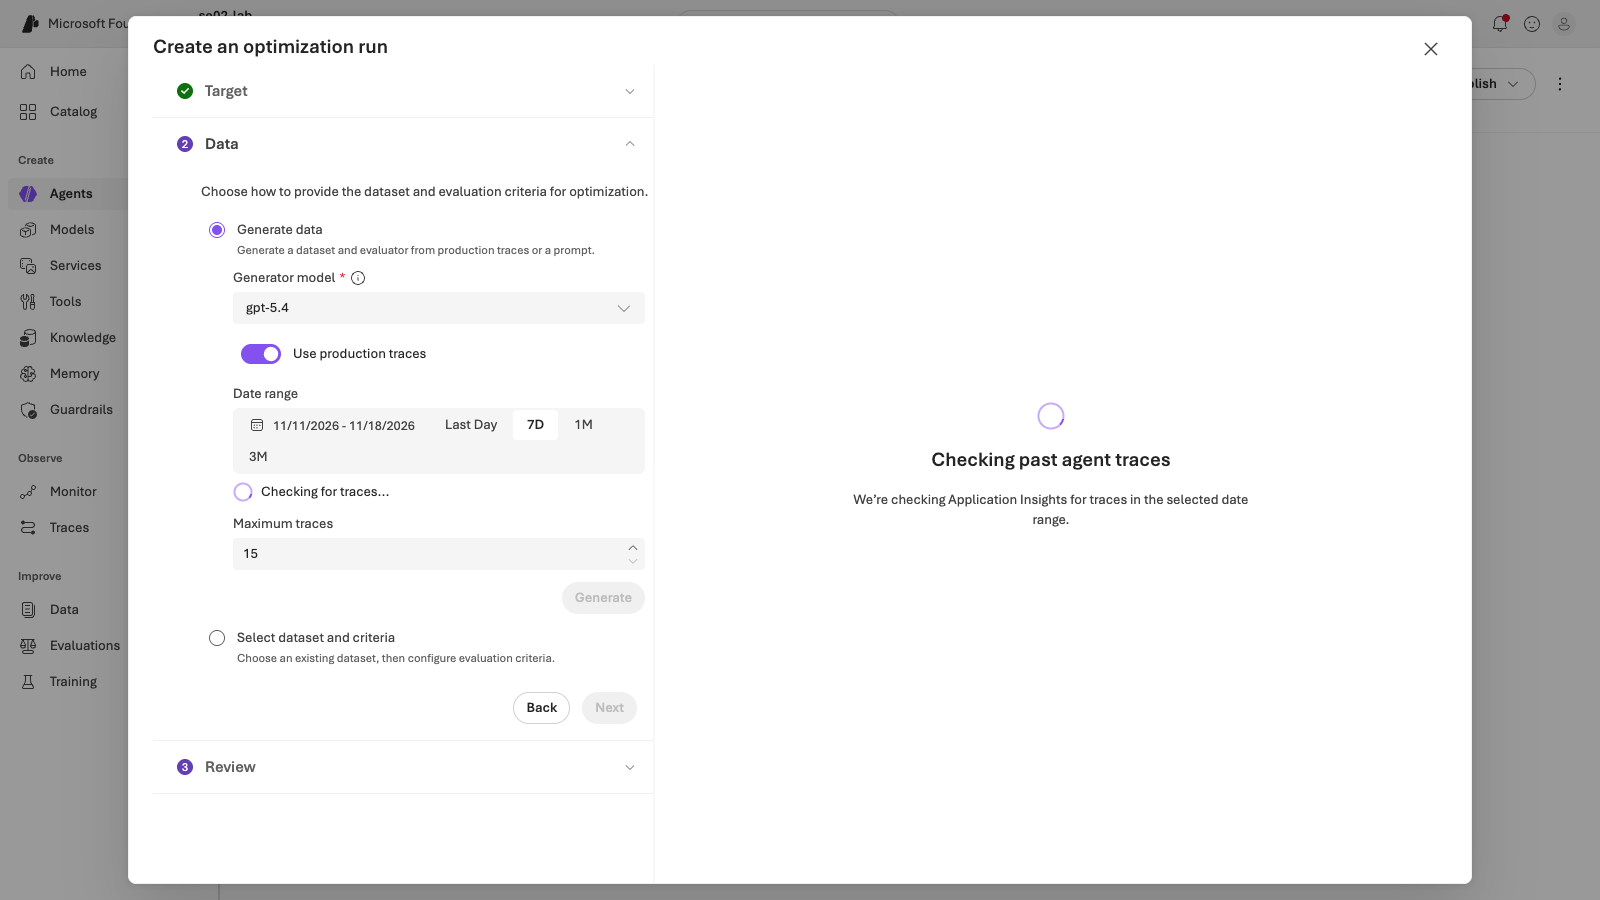 Microsoft Fou
Create an optimization run
Home
Catalog
Create
Agents
Models
Services
Tools
Knowledge
Memory
Guardrails
Observe
Monitor
Traces
Improve
Data
Evaluations
Training
Target
2 Data
Choose how to provide the dataset and evaluation criteria for optimization.
Generate data
Generate a dataset and evaluator from production traces or a prompt.
Generator model *
gpt-5.4
Use production traces
Date range
11/11/2026 - 11/18/2026 Last Day 7D 1M
3M
Checking for traces...
Maximum traces
15
Generate
Select dataset and criteria
Choose an existing dataset, then configure evaluation criteria.
Back Next
3 Review
Checking past agent traces
We're checking Application Insights for traces in the selected date
range.
lish